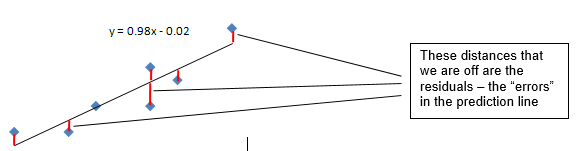 y = 0.98x - 0.02
These distances that
we are off are the
residuals – the “errors”
in the prediction line